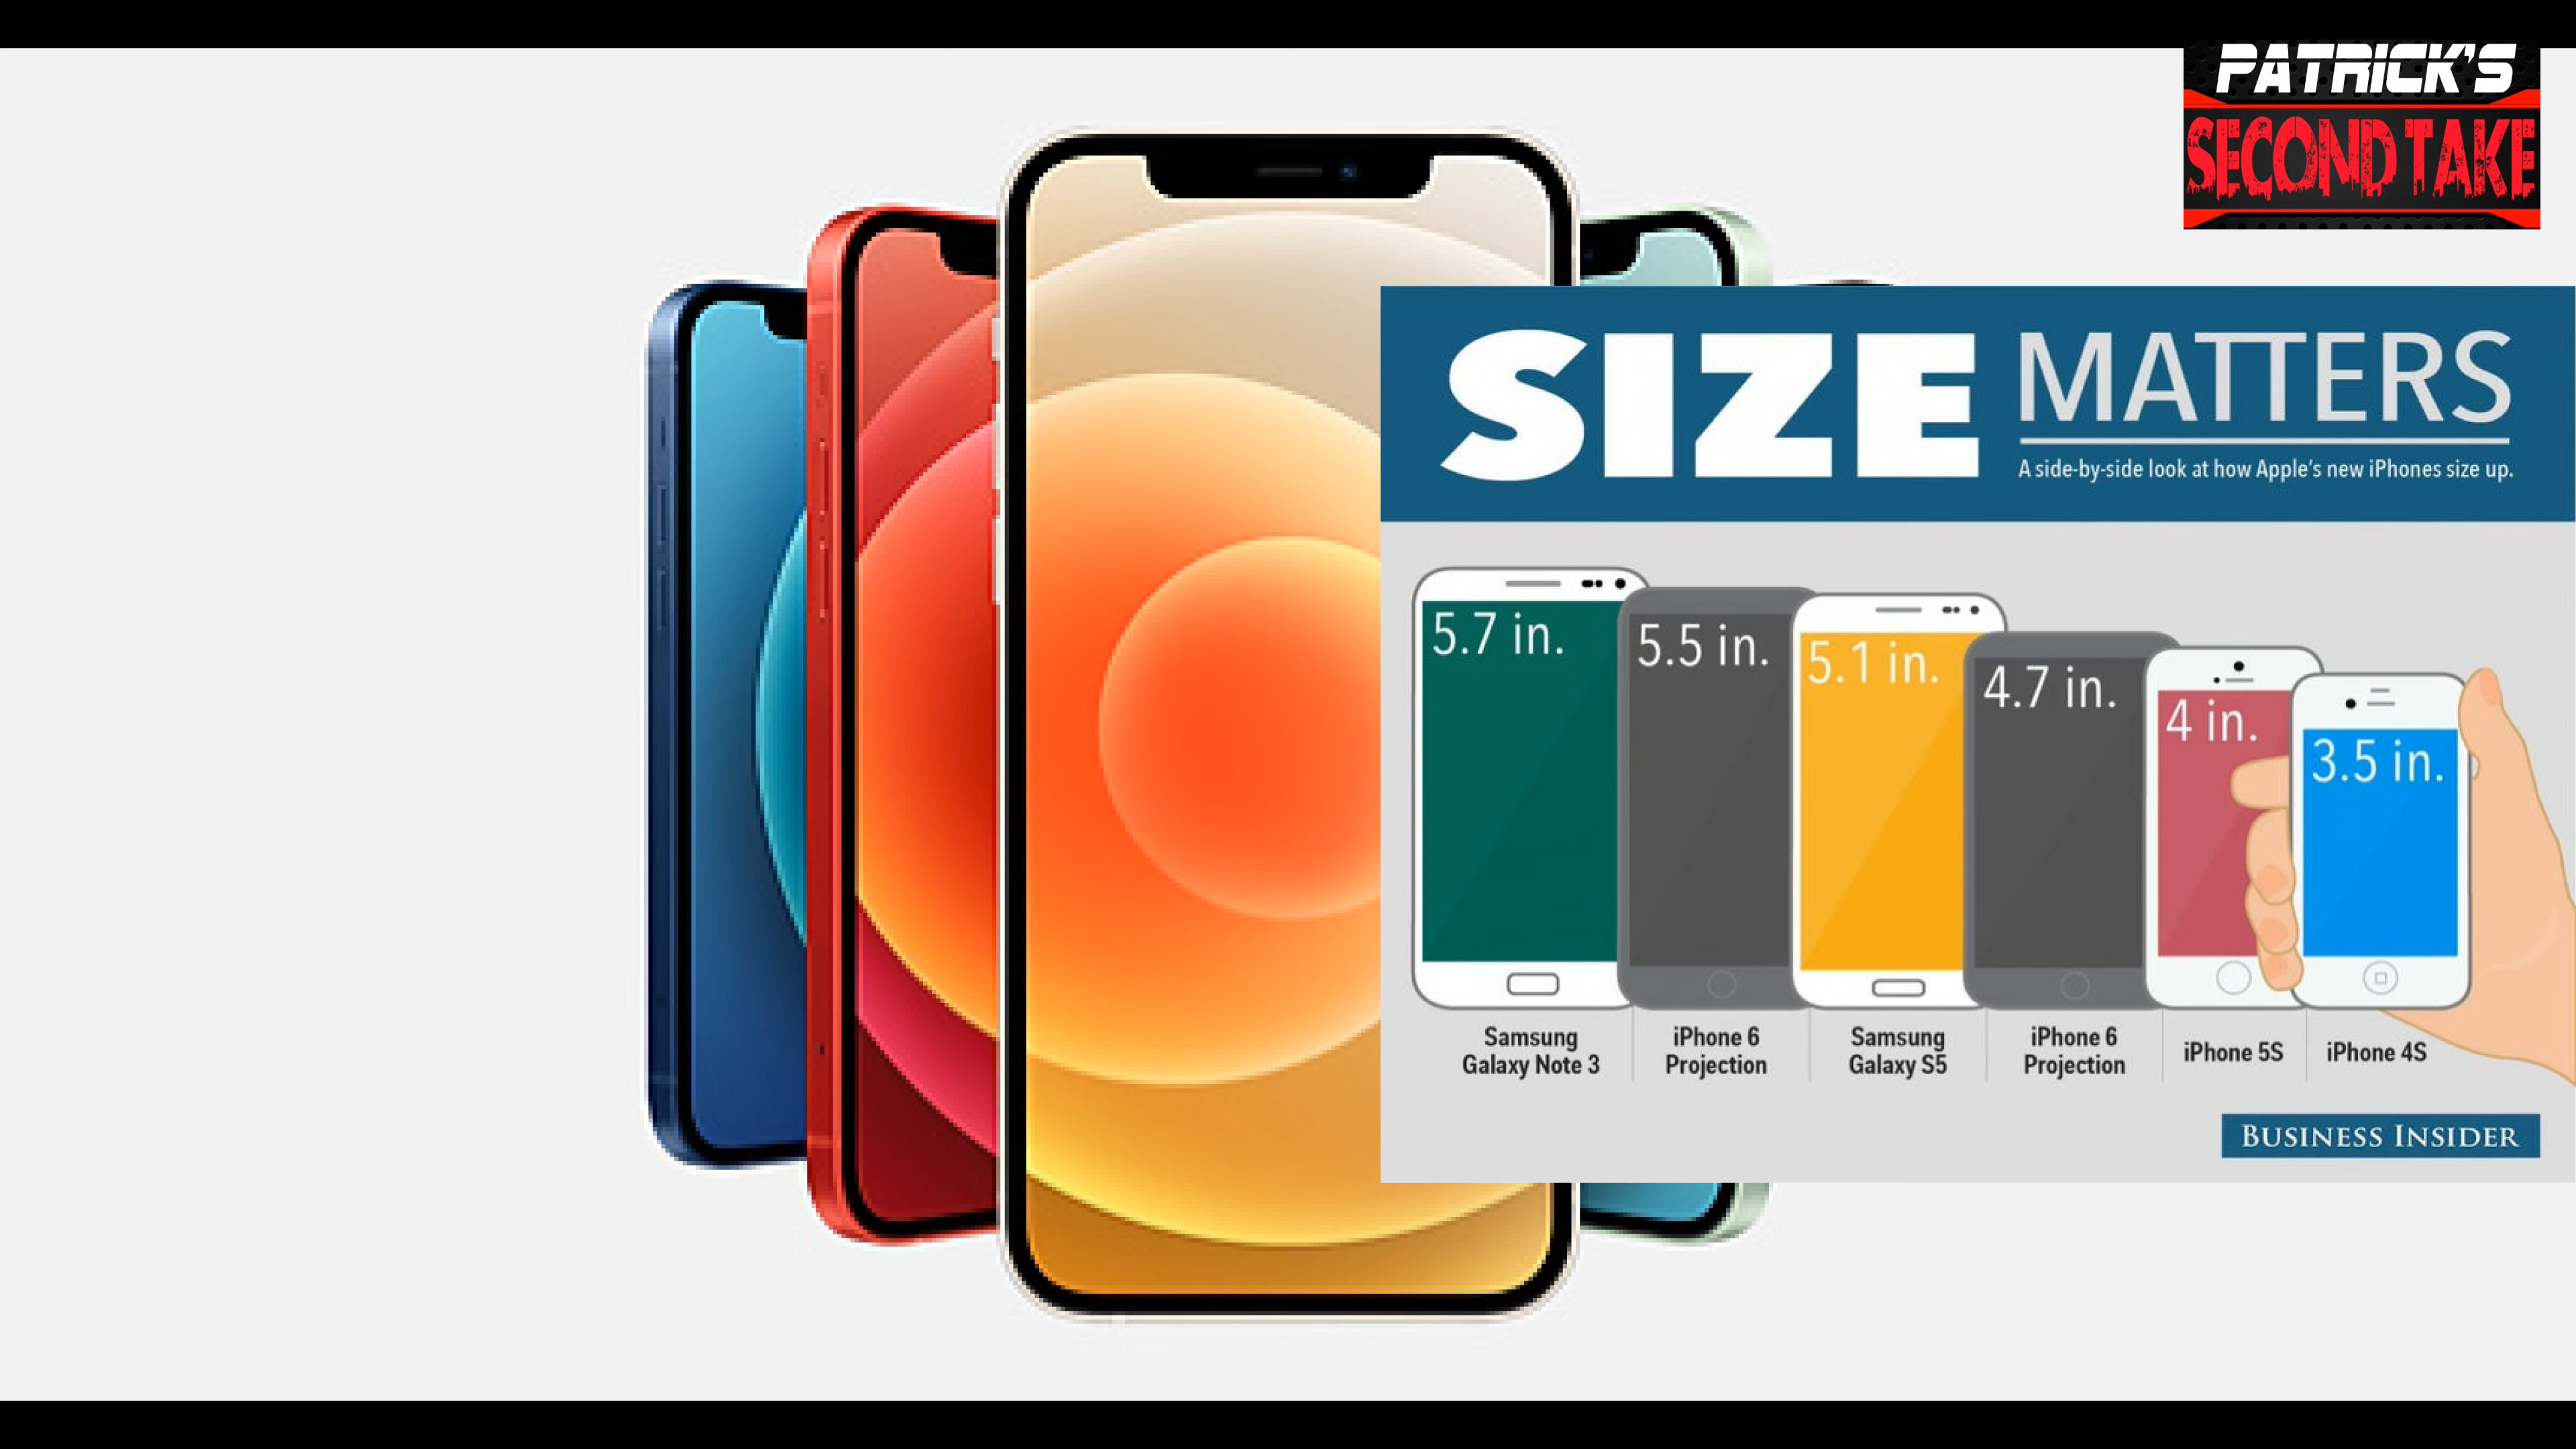 PATRICK'S
SECOND TAKE
SIZE MATTERS
A side-by-side look at how Apple's new iPhones size up.
5.7 in.
5.5 in.
5.1 in.
4.7 in.
4 in.
3.5 in.
Samsung
Galaxy Note 3
iPhone 6
Projection
Samsung
Galaxy S5
iPhone 6
Projection
iPhone 5S
iPhone 4S
BUSINESS INSIDER